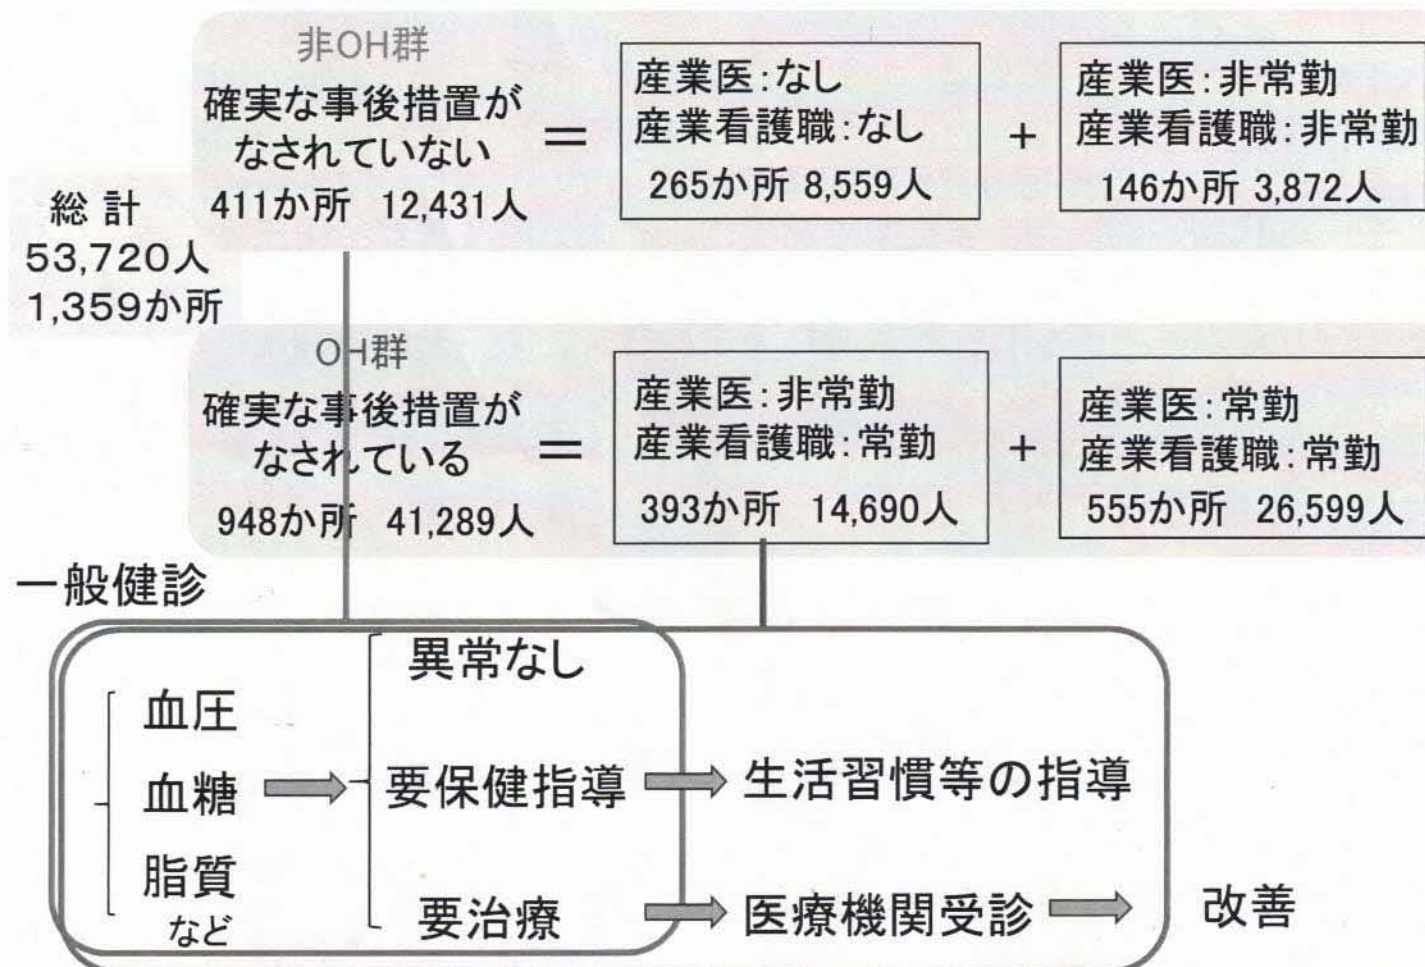 非OH群
確実な事後措置が
なされていない
411か所 12,431人
＝
産業医:なし
産業看護職:なし
265か所 8,559人
＋
産業医:非常勤
産業看護職:非常勤
146か所 3,872人
総 計
53,720人
1,359か所
OH群
確実な事後措置が
なされている
948か所 41,289人
＝
産業医:非常勤
産業看護職:常勤
393か所 14,690人
＋
産業医:常勤
産業看護職:常勤
555か所 26,599人
一般健診
血圧
血糖
脂質
など
異常なし
要保健指導
要治療
生活習慣等の指導
医療機関受診
改善